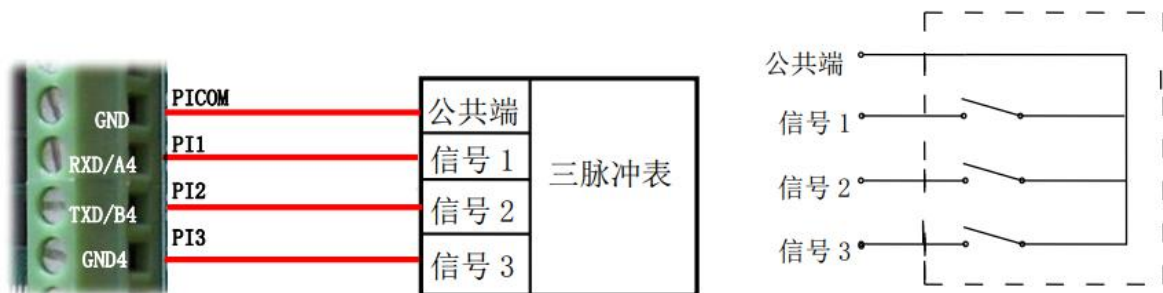 GND
RXD/A4
TXD/B4
GND4
PICOM
PI1
PI2
PI3
公共端
信号1
信号2
信号3
三脉冲表
公共端
信号1
信号2
信号3